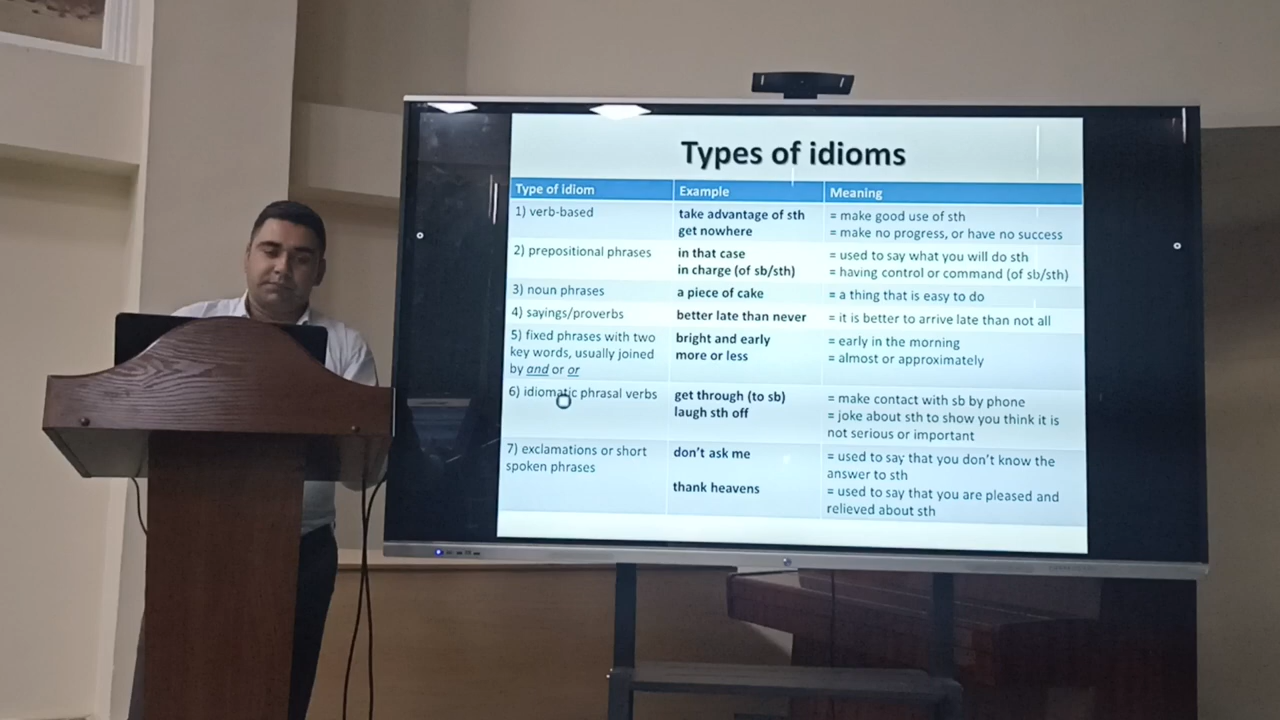 Types of idioms
Type of idiom Example Meaning
1) verb-based take advantage of sth = make good use of sth
get nowhere = make no progress, or have no success
2) prepositional phrases in that case = used to say what you will do sth
in charge (of sb/sth) = having control or command (of sb/sth)
3) noun phrases a piece of cake = a thing that is easy to do
4) sayings/proverbs better late than never = it is better to arrive late than not all
5) fixed phrases with two bright and early = early in the morning
key words, usually joined more or less = almost or approximately
by and or or
6) idiomatic phrasal verbs get through (to sb) = make contact with sb by phone
laugh sth off = joke about sth to show you think it is
not serious or important
7) exclamations or short don't ask me = used to say that you don't know the
spoken phrases answer to sth
thank heavens = used to say that you are pleased and
relieved about sth